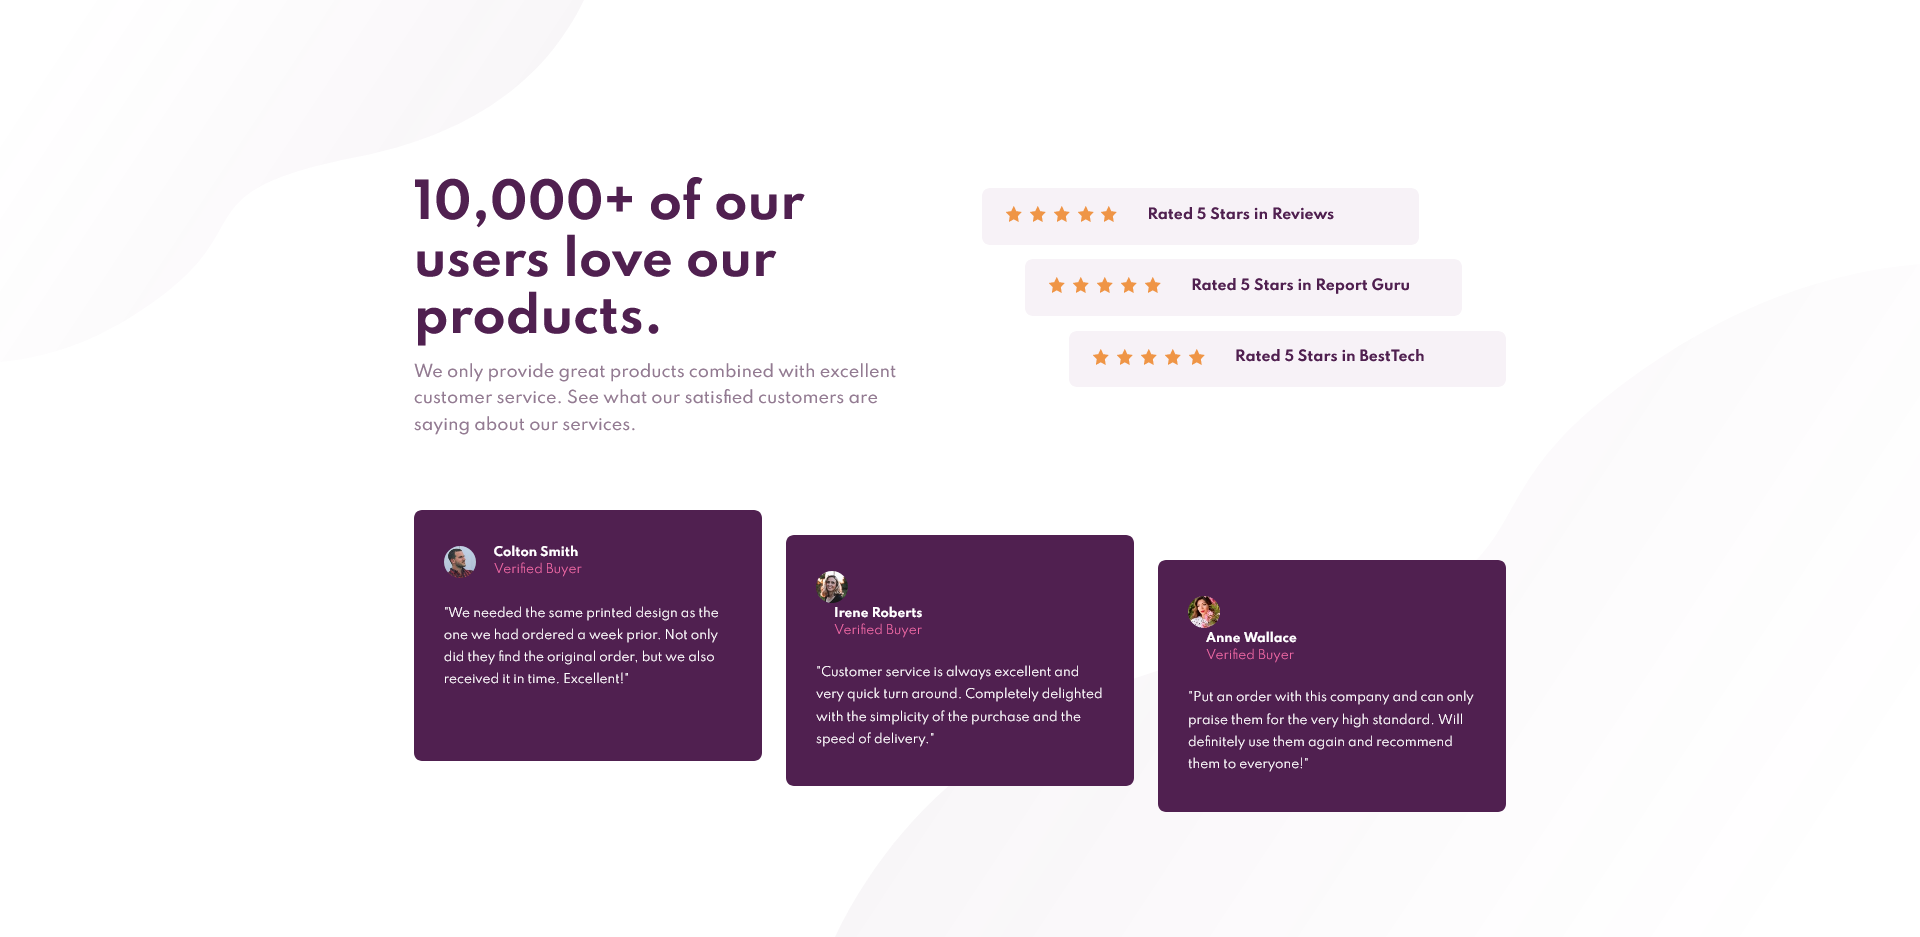 10,000+ of our
users love our
products.
We only provide great products combined with excellent
customer service. See what our satisfied customers are
saying about our services.
Rated 5 Stars in Reviews
Rated 5 Stars in Report Guru
Rated 5 Stars in BestTech
Colton Smith
Verified Buyer
"We needed the same printed design as the
one we had ordered a week prior. Not only
did they find the original order, but we also
received it in time. Excellent!"
Irene Roberts
Verified Buyer
"Customer service is always excellent and
very quick turn around. Completely delighted
with the simplicity of the purchase and the
speed of delivery."
Anne Wallace
Verified Buyer
"Put an order with this company and can only
praise them for the very high standard. Will
definitely use them again and recommend
them to everyone!"